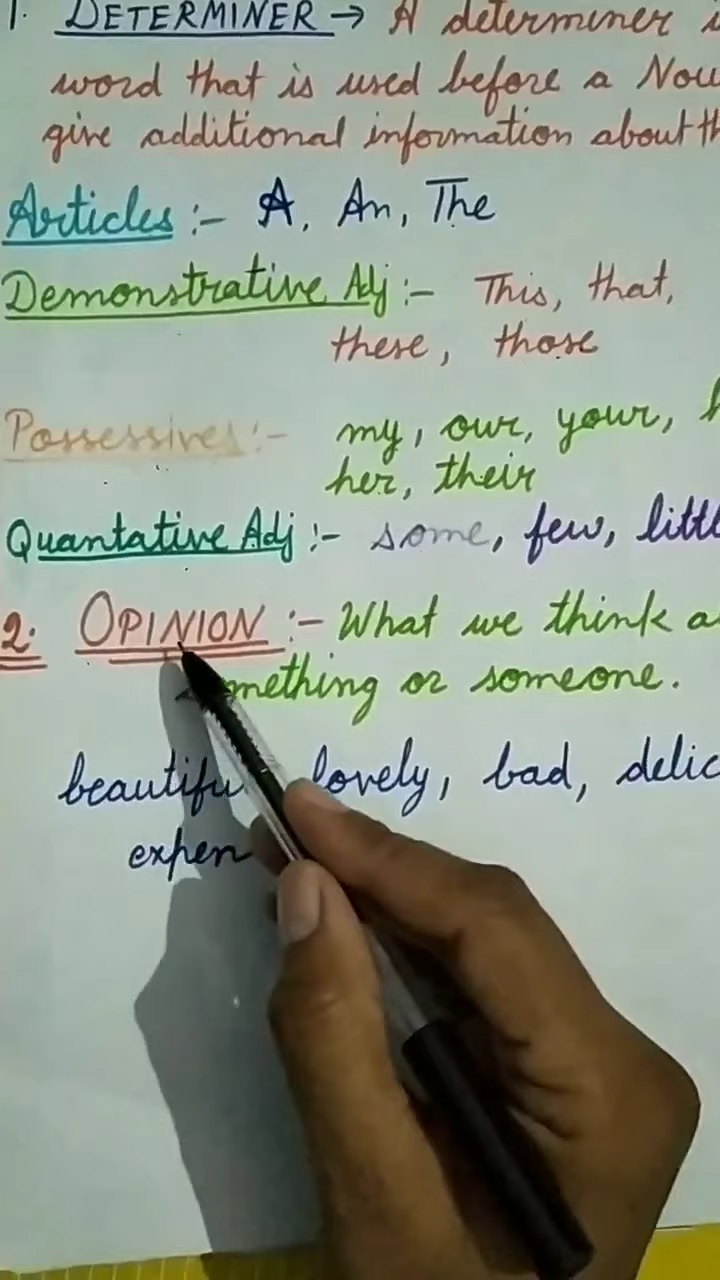 1. DETERMINER → A determiner
word that is used before a Nou
give additional information about th
Articles :- A, An, The
Demonstrative Adj :- This, that,
these, those
Possessives :- my, our, your, h
her, their
Quantative Adj :- some, few, littl
2. OPINION :- What we think a
mething or someone.
beautifu lovely, bad, delic
expen